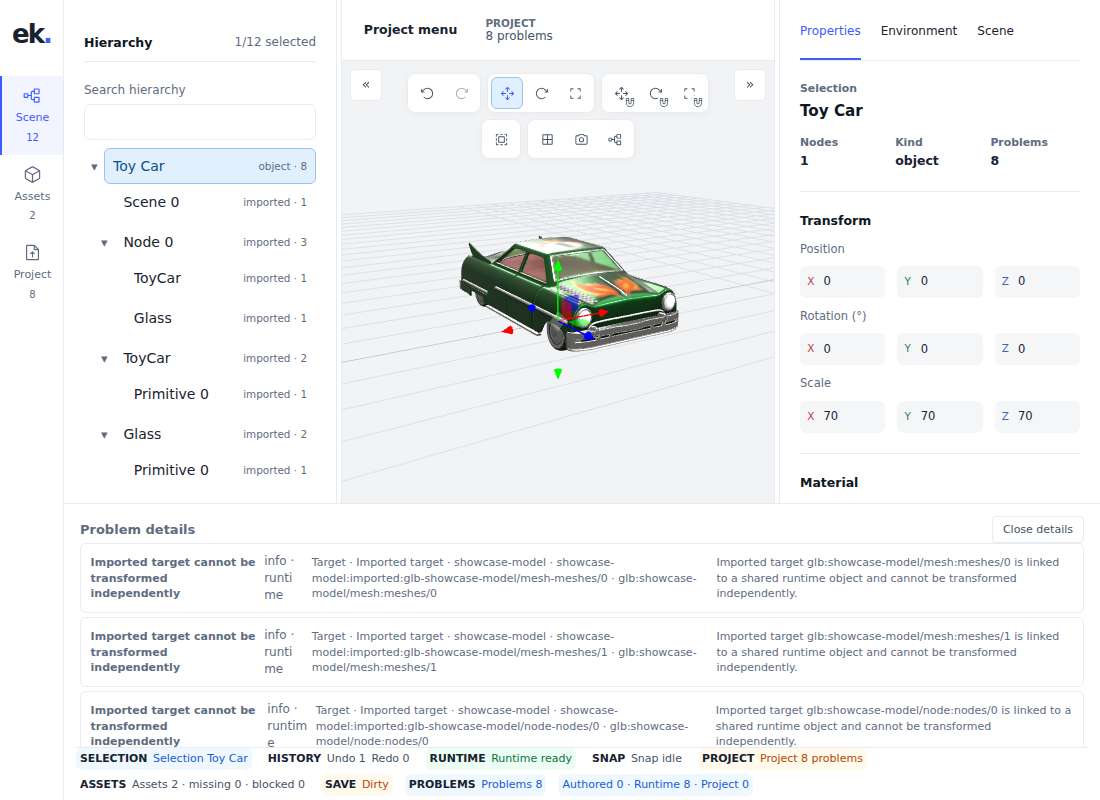 ek.
Scene
12
Assets
2
Project
8
Hierarchy 1/12 selected
Search hierarchy
▾ Toy Car object · 8
Scene 0 imported · 1
▾ Node 0 imported · 3
ToyCar imported · 1
Glass imported · 1
▾ ToyCar imported · 2
Primitive 0 imported · 1
▾ Glass imported · 2
Primitive 0 imported · 1
Project menu
PROJECT
8 problems
« »
Properties Environment Scene
Selection
Toy Car
Nodes Kind Problems
1 object 8
Transform
Position
X 0 Y 0 Z 0
Rotation (°)
X 0 Y 0 Z 0
Scale
X 70 Y 70 Z 70
Material
Problem details Close details
Imported target cannot be
transformed
independently
info ·
runti
me
Target · Imported target · showcase-model · showcase-
model:imported:glb-showcase-model/mesh-meshes/0 · glb:showcase-
model/mesh:meshes/0
Imported target glb:showcase-model/mesh:meshes/0 is linked
to a shared runtime object and cannot be transformed
independently.
Imported target cannot be
transformed
independently
info ·
runti
me
Target · Imported target · showcase-model · showcase-
model:imported:glb-showcase-model/mesh-meshes/1 · glb:showcase-
model/mesh:meshes/1
Imported target glb:showcase-model/mesh:meshes/1 is linked
to a shared runtime object and cannot be transformed
independently.
Imported target cannot be
transformed
independently
info ·
runtime
e
Target · Imported target · showcase-model · showcase-
model:imported:glb-showcase-model/node-nodes/0 · glb:showcase-
model/node:nodes/0
Imported target glb:showcase-model/node:nodes/0 is linked to a
shared runtime object and cannot be transformed
independently.
SELECTION Selection Toy Car HISTORY Undo 1 Redo 0 RUNTIME Runtime ready SNAP Snap idle PROJECT Project 8 problems
ASSETS Assets 2 · missing 0 · blocked 0 SAVE Dirty PROBLEMS Problems 8 Authored 0 · Runtime 8 · Project 0